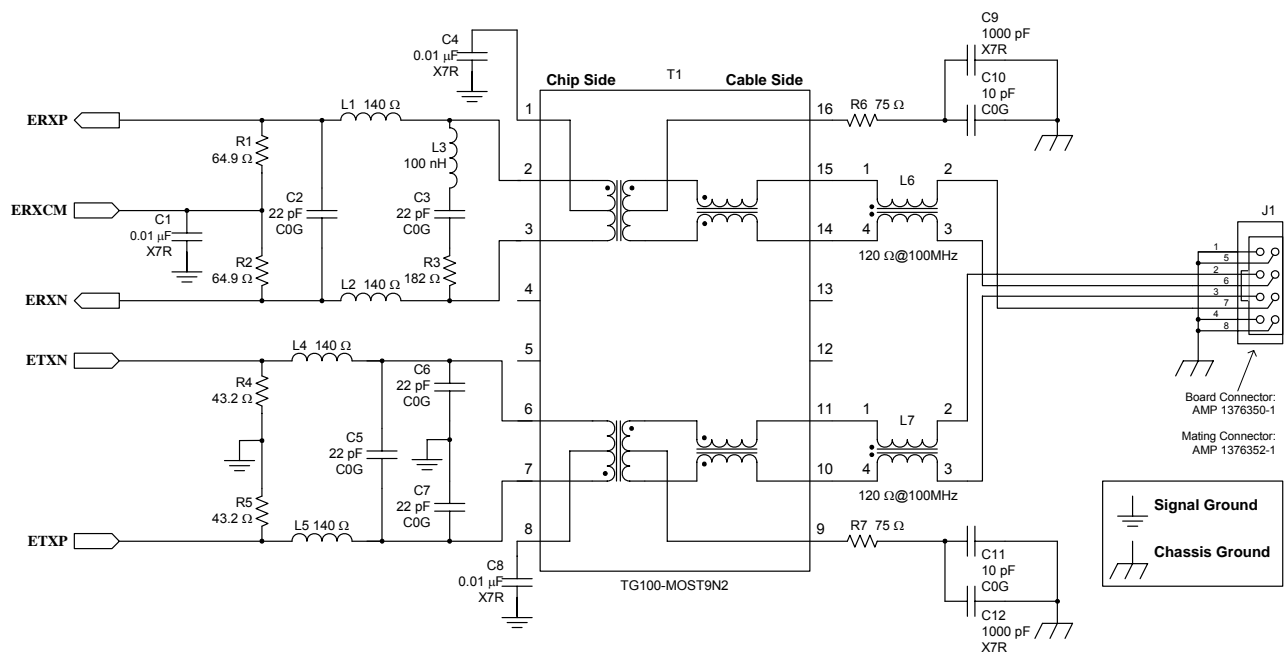 C9
1000 pF
X7R
C10
10 pF
C0G
C4
0.01 μF
X7R
Chip Side
T1
Cable Side
1
16
R6 75 Ω
ERXP
L1 140 Ω
R1
64.9 Ω
L3
100 nH
2
15
1
L6
2
C2
22 pF
C0G
C3
22 pF
C0G
ERXCM
C1
0.01 μF
X7R
3
14
4
3
120 Ω@100MHz
R2
64.9 Ω
R3
182 Ω
L2 140 Ω
ERXN
4
13
J1
1
5
2
6
3
7
4
8
ETXN
L4 140 Ω
5
12
R4
43.2 Ω
C6
22 pF
C0G
6
11
1
L7
2
Board Connector:
AMP 1376350-1
Mating Connector:
AMP 1376352-1
C5
22 pF
C0G
7
10
4
3
120 Ω@100MHz
C7
22 pF
C0G
R5
43.2 Ω
L5 140 Ω
ETXP
8
9
R7 75 Ω
C8
0.01 μF
X7R
TG100-MOST9N2
C11
10 pF
C0G
C12
1000 pF
X7R
Signal Ground
Chassis Ground